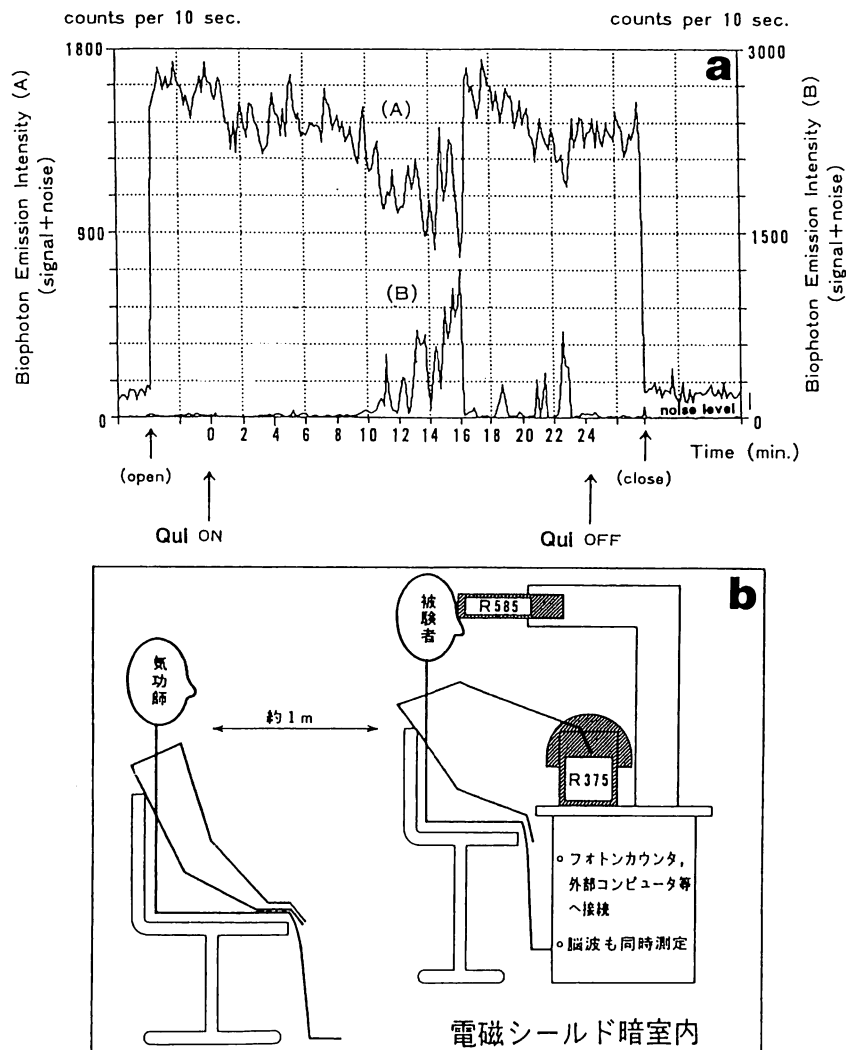 counts per 10 sec.
counts per 10 sec.
1800
3000
a
Biophoton Emission Intensity (A)
(signal+noise)
Biophoton Emission Intensity (B)
(signal+noise)
(A)
900
1500
(B)
noise level
0
0
0 2 4 6 8 10 12 14 16 18 20 22 24
Time (min.)
(open)
(close)
Qui ON
Qui OFF
b
被験者
R585
気功師
約1m
R375
○ フォトンカウンタ,
外部コンピュータ等
へ接続
○ 脳波も同時測定
電磁シールド暗室内